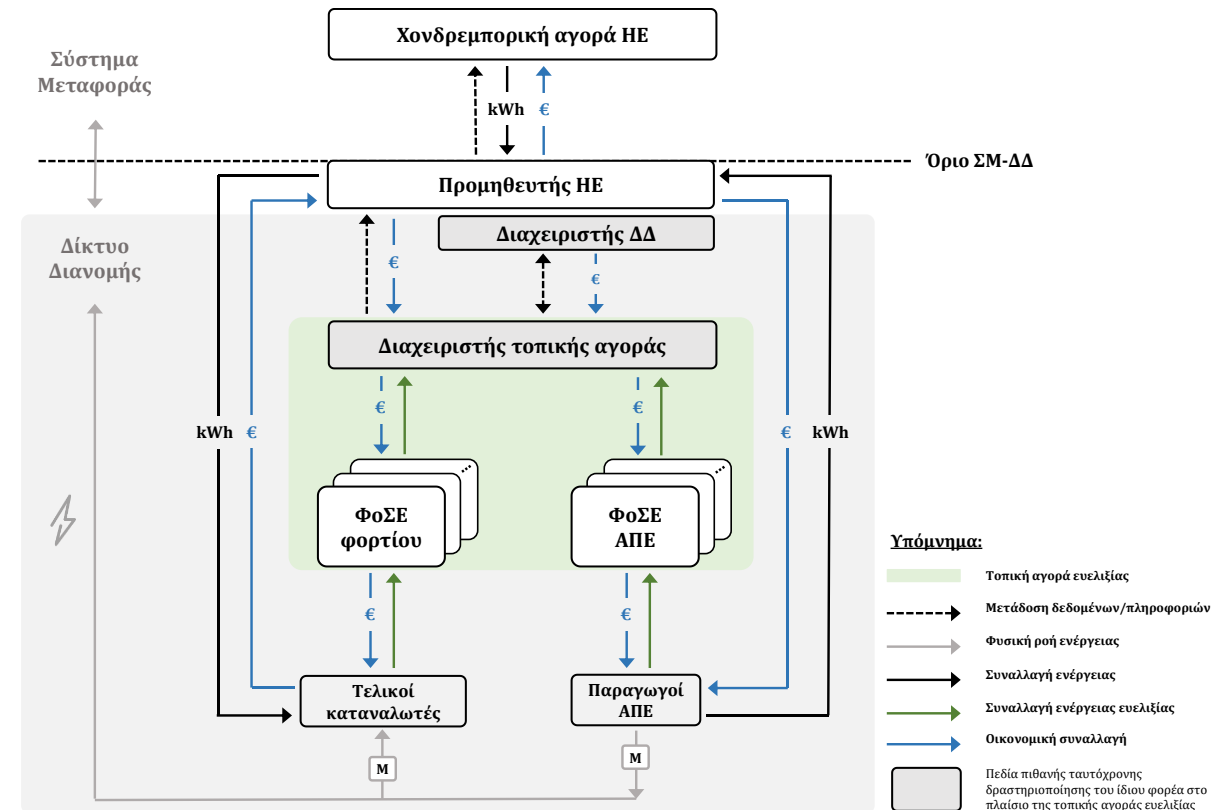 Χονδρεμπορική αγορά ΗΕ
Σύστημα
Μεταφοράς
kWh
€
Όριο ΣΜ-ΔΔ
Προμηθευτής ΗΕ
Διαχειριστής ΔΔ
Δίκτυο
Διανομής
€
€
Διαχειριστής τοπικής αγοράς
€
€
kWh
€
€
kWh
...
...
ΦοΣΕ
φορτίου
ΦοΣΕ
ΑΠΕ
€
€
Τελικοί
καταναλωτές
Παραγωγοί
ΑΠΕ
M
M
Υπόμνημα:
Τοπική αγορά ευελιξίας
Μετάδοση δεδομένων/πληροφοριών
Φυσική ροή ενέργειας
Συναλλαγή ενέργειας
Συναλλαγή ενέργειας ευελιξίας
Οικονομική συναλλαγή
Πεδία πιθανής ταυτόχρονης
δραστηριοποίησης του ίδιου φορέα στο
πλαίσιο της τοπικής αγοράς ευελιξίας